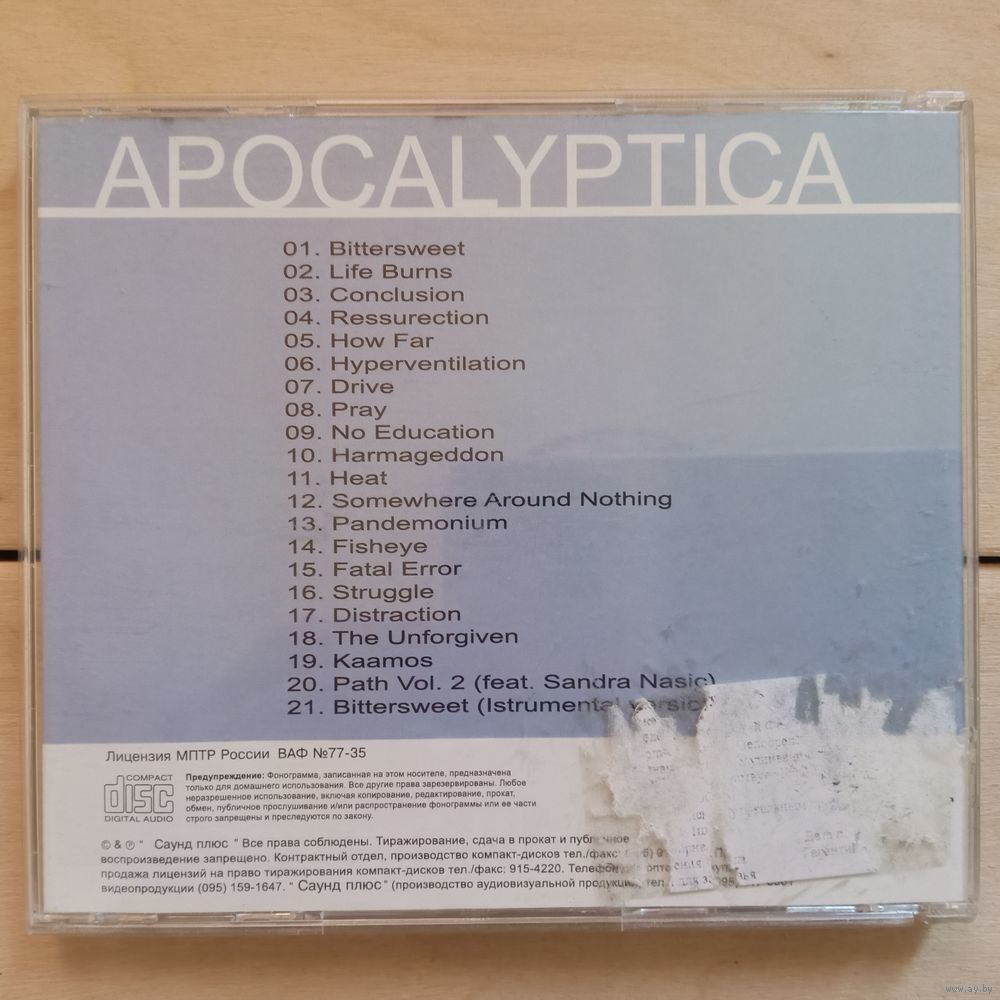 APOCALYPTICA
01. Bittersweet
02. Life Burns
03. Conclusion
04. Ressurection
05. How Far
06. Hyperventilation
07. Drive
08. Pray
09. No Education
10. Harmageddon
11. Heat
12. Somewhere Around Nothing
13. Pandemonium
14. Fisheye
15. Fatal Error
16. Struggle
17. Distraction
18. The Unforgiven
19. Kaamos
20. Path Vol. 2 (feat. Sandra Nasic)
21. Bittersweet (Istrumental
Лицензия МПТР России ВАФ №77-35
COMPACT
disc
DIGITAL AUDIO
Предупреждение: Фонограмма, записанная на этом носителе, предназначена
только для домашнего использования. Все другие права зарезервированы. Любое
неразрешенное использование, включая копирование, редактирование, прокат,
обмен, публичное прослушивание и/или распространение фонограммы или ее части
строго запрещены и преследуются по закону.
© & ℗ " Саунд плюс " Все права соблюдены. Тиражирование, сдача в прокат и
воспроизведение запрещено. Контрактный отдел, производство компакт-дисков тел./факс:
продажа лицензий на право тиражирования компакт-дисков тел./факс: 915-4220.
видеопродукции (095) 159-1647. " Саунд ПЛЮС" (производство аудиовизуальной продукции,
www.ay.by